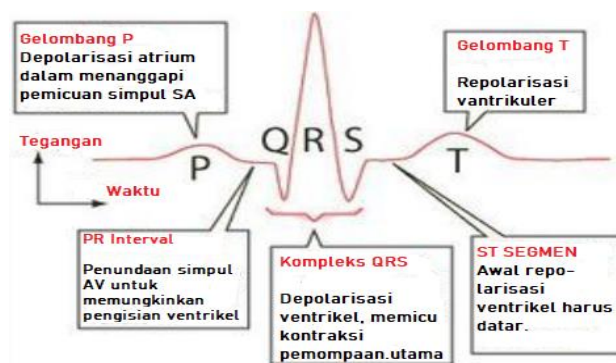 Gelombang P
Depolarisasi atrium
dalam menanggapi
pemicuan simpul SA
Gelombang T
Repolarisasi
vantrikuler
Tegangan
Waktu
P
Q R S
T
PR Interval
Penundaan simpul
AV untuk
memungkinkan
pengisian ventrikel
Kompleks QRS
Depolarisasi
ventrikel, memicu
kontraksi
pemompaan.utama
ST SEGMEN
Awal repo-
larisasi
ventrikel harus
datar.